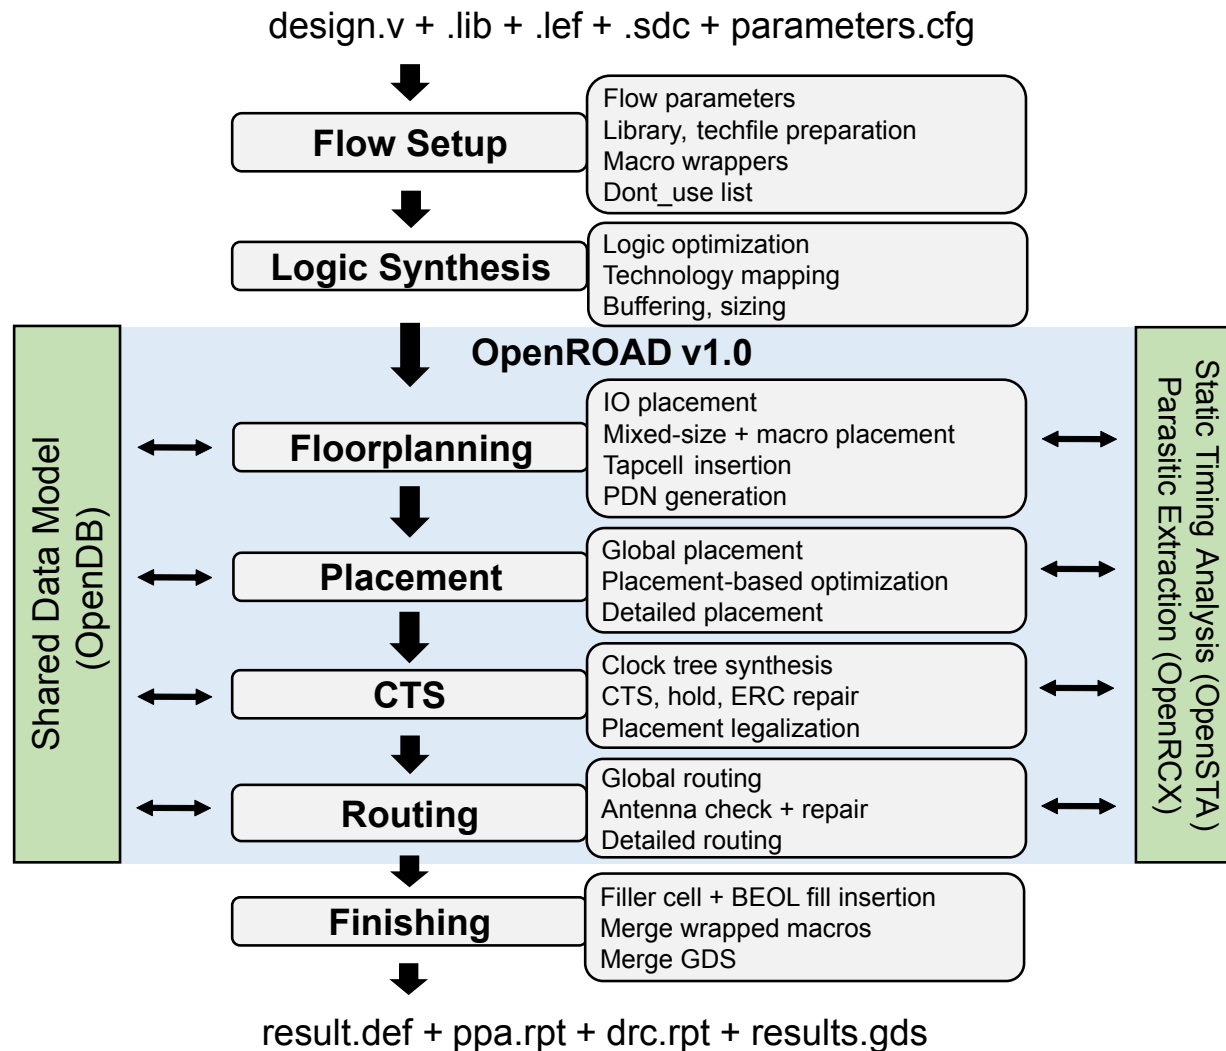 design.v + .lib + .lef + .sdc + parameters.cfg
Flow Setup
Flow parameters
Library, techfile preparation
Macro wrappers
Dont_use list
Logic Synthesis
Logic optimization
Technology mapping
Buffering, sizing
OpenROAD v1.0
Shared Data Model
(OpenDB)
Floorplanning
IO placement
Mixed-size + macro placement
Tapcell insertion
PDN generation
Placement
Global placement
Placement-based optimization
Detailed placement
CTS
Clock tree synthesis
CTS, hold, ERC repair
Placement legalization
Routing
Global routing
Antenna check + repair
Detailed routing
Static Timing Analysis (OpenSTA)
Parasitic Extraction (OpenRCX)
Finishing
Filler cell + BEOL fill insertion
Merge wrapped macros
Merge GDS
result.def + ppa.rpt + drc.rpt + results.gds